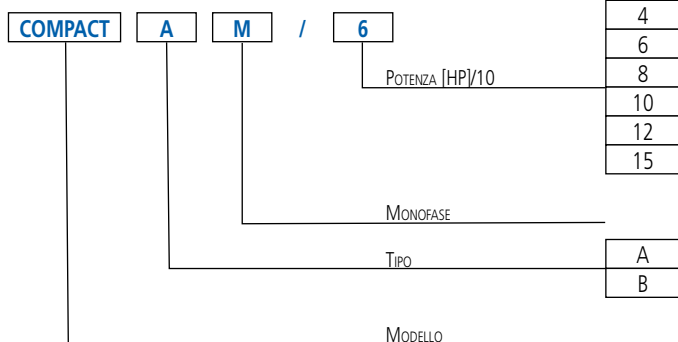 COMPACT A M / 6
4
6
8
10
12
15
Potenza [HP]/10
Monofase
Tipo
A
B
Modello